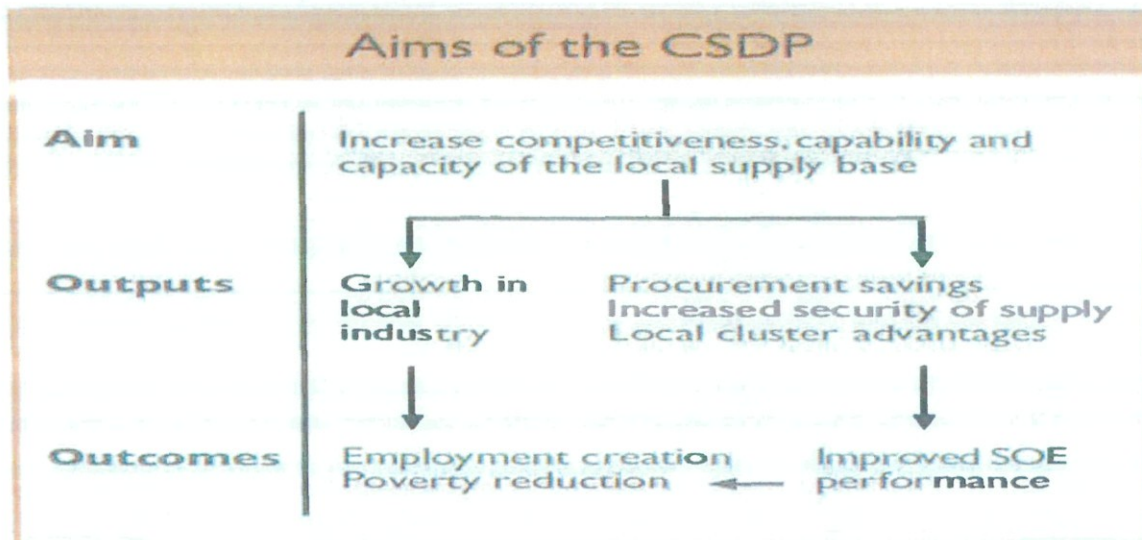 Aims of the CSDP
Aim
Increase competitiveness, capability and
capacity of the local supply base
Outputs
Growth in
local
industry
Procurement savings
Increased security of supply
Local cluster advantages
Outcomes
Employment creation
Poverty reduction
Improved SOE
performance